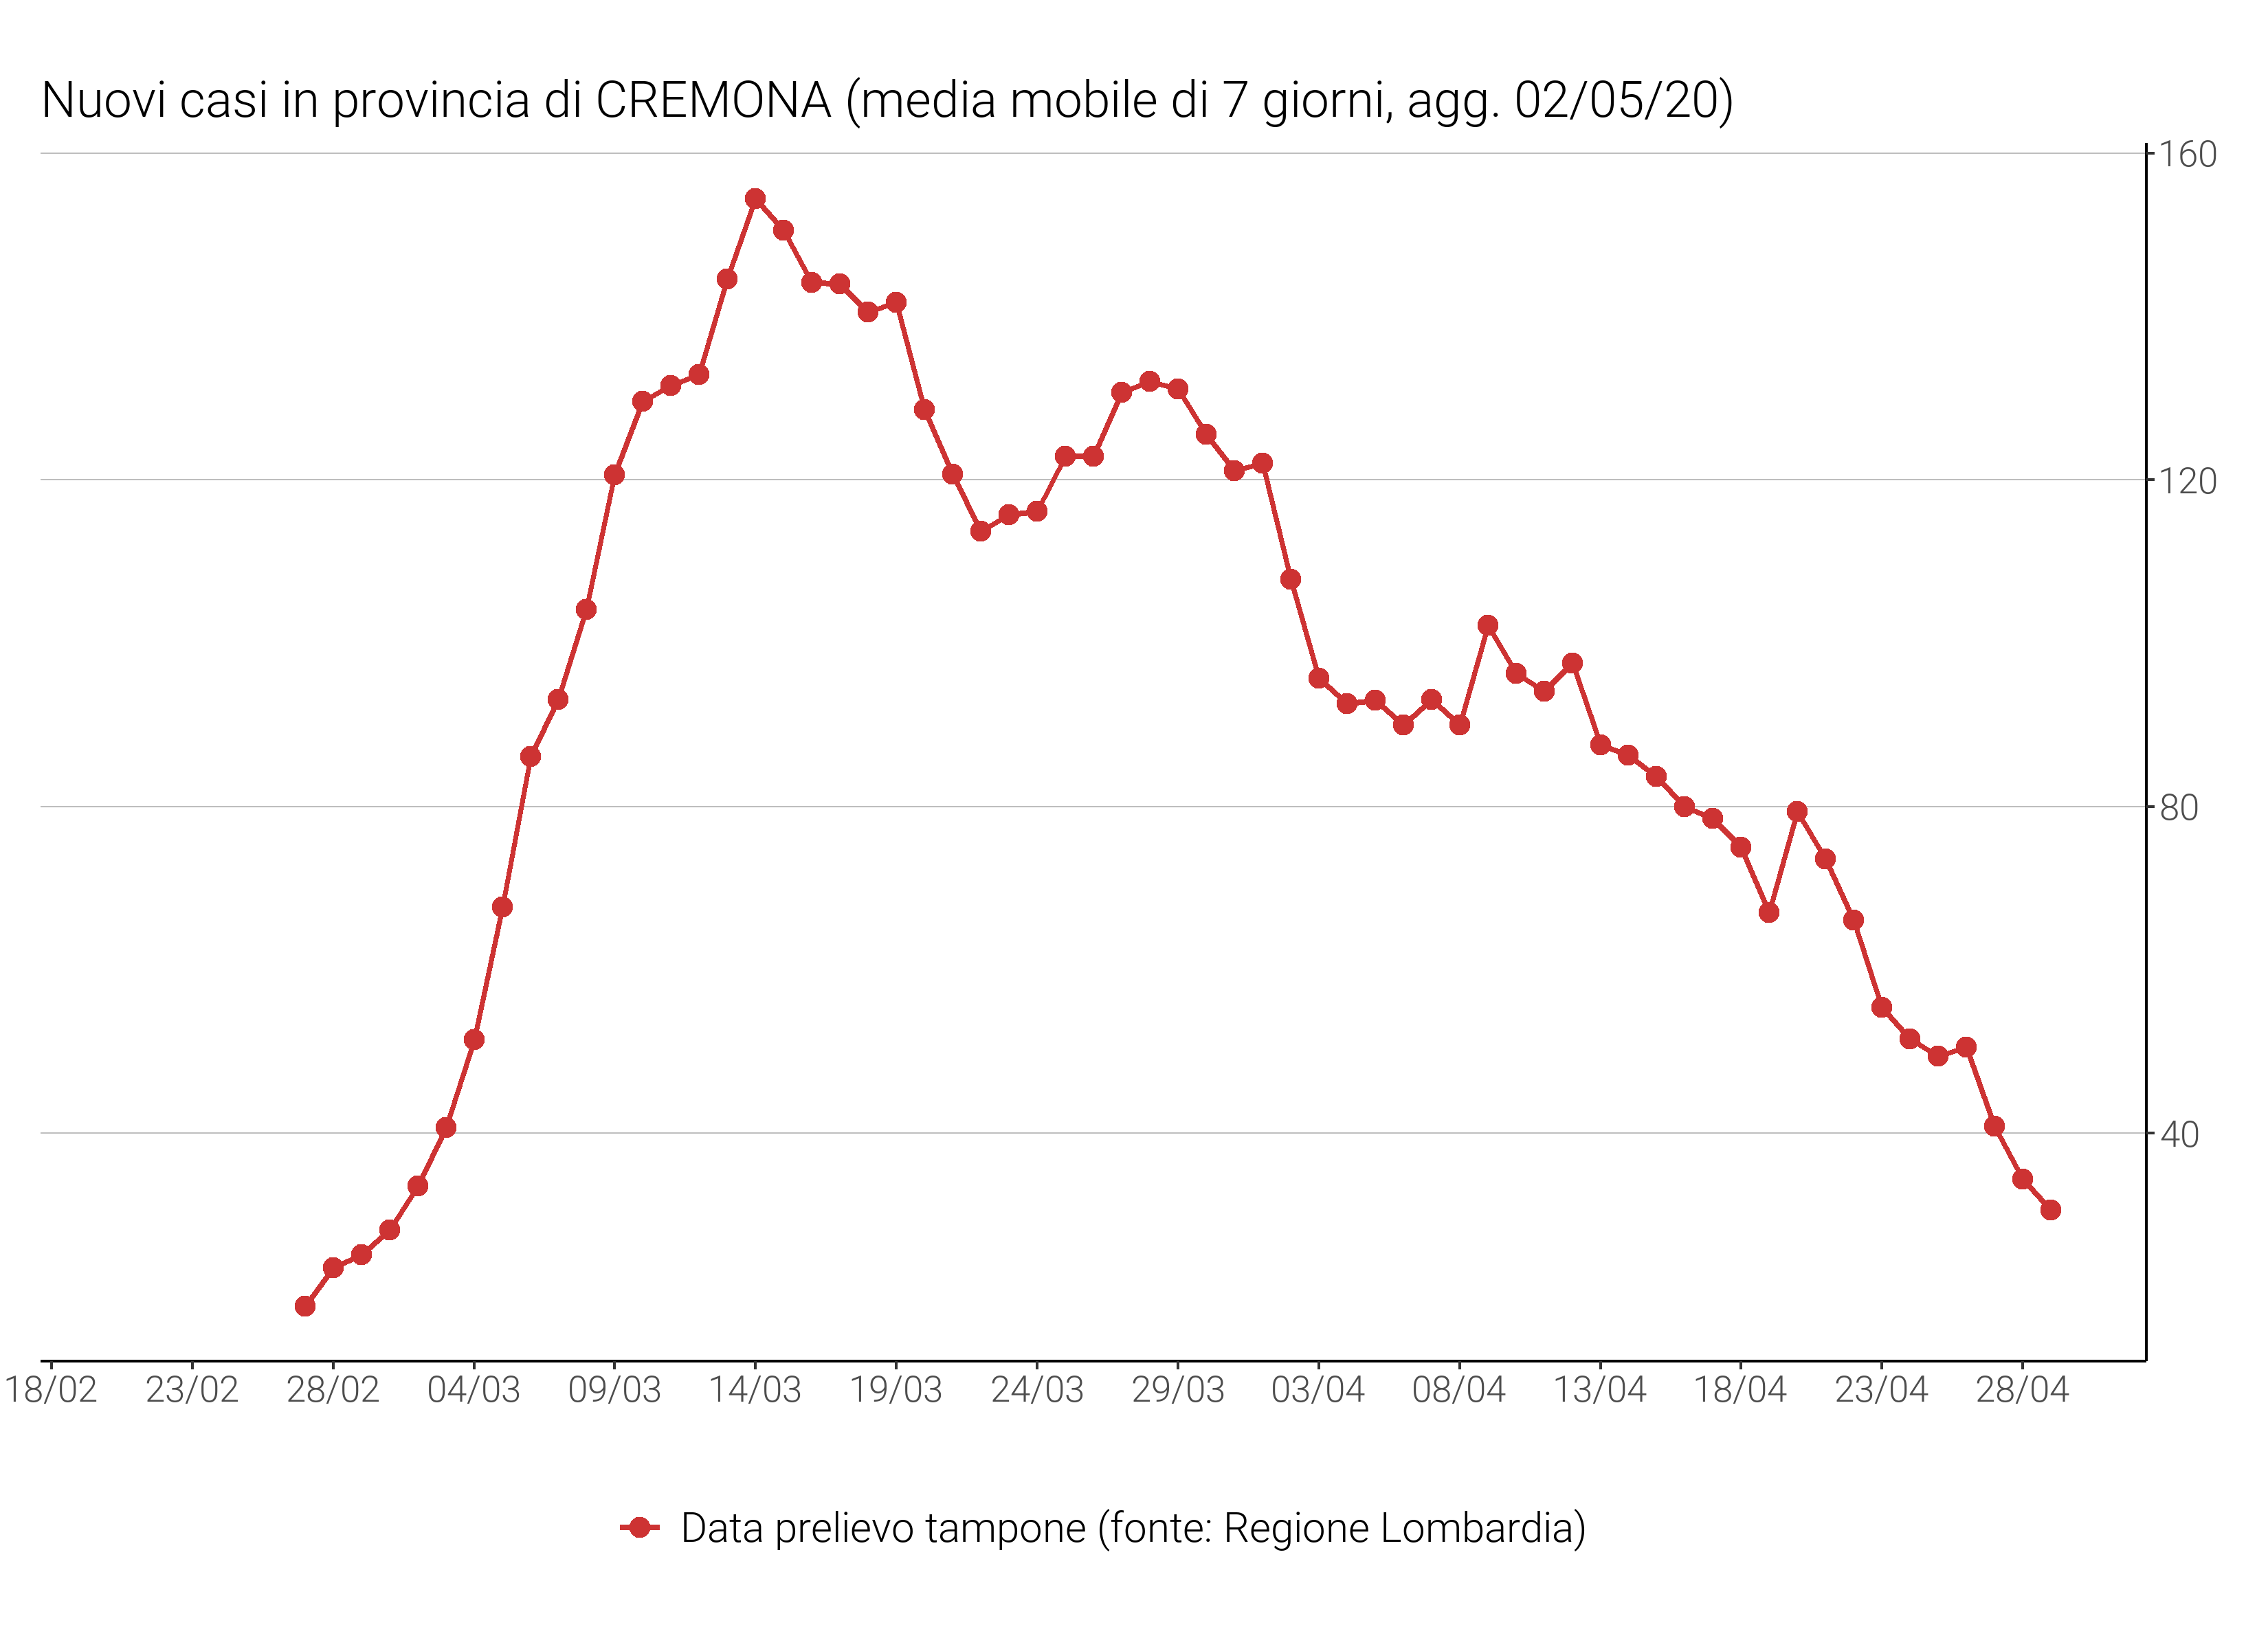 Nuovi casi in provincia di CREMONA (media mobile di 7 giorni, agg. 02/05/20)
160
120
80
40
18/02 23/02 28/02 04/03 09/03 14/03 19/03 24/03 29/03 03/04 08/04 13/04 18/04 23/04 28/04
Data prelievo tampone (fonte: Regione Lombardia)